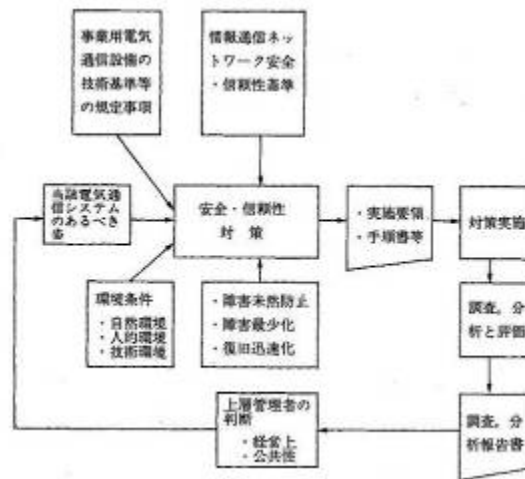 事業用電気
通信設備の
技術基準等
の規定事項
情報通信ネッ
トワーク安全
・信頼性基準
当該電気通
信システム
のあるべき
姿
安全・信頼性
対 策
・実施要領
・手順書等
対策実施
環境条件
・自然環境
・人的環境
・技術環境
・障害未然防止
・障害最少化
・復旧迅速化
調査，分
析と評価
上層管理者の
判断
・経営上
・公共性
調査，分
析報告書